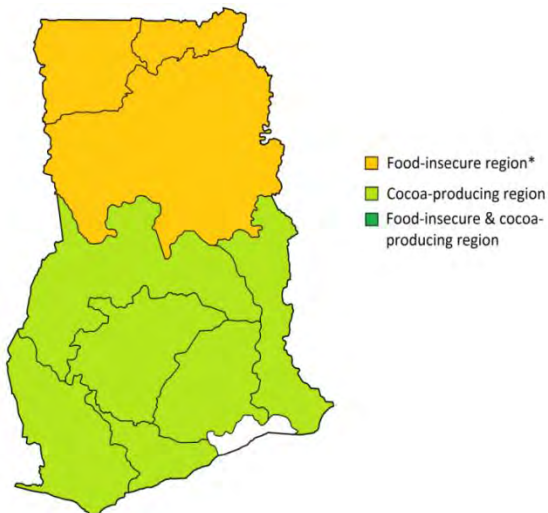 Food-insecure region*
Cocoa-producing region
Food-insecure & cocoa-
producing region